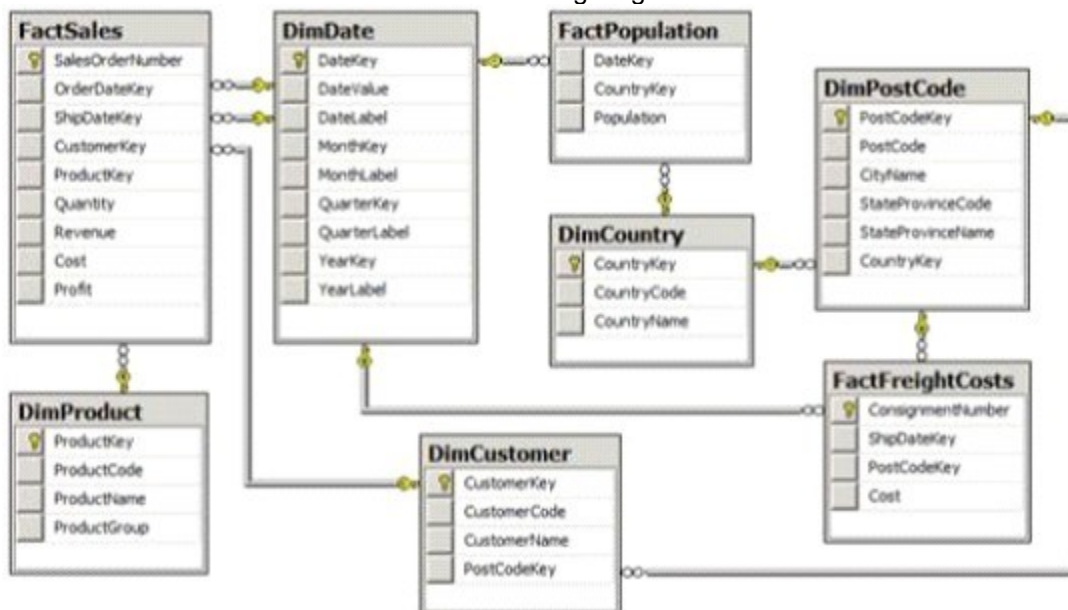 FactSales
SalesOrderNumber
OrderDateKey
ShipDateKey
CustomerKey
ProductKey
Quantity
Revenue
Cost
Profit
DimDate
DateKey
DateValue
DateLabel
MonthKey
MonthLabel
QuarterKey
QuarterLabel
YearKey
YearLabel
FactPopulation
DateKey
CountryKey
Population
DimPostCode
PostCodeKey
PostCode
CityName
StateProvinceCode
StateProvinceName
CountryKey
DimCountry
CountryKey
CountryCode
CountryName
DimProduct
ProductKey
ProductCode
ProductName
ProductGroup
DimCustomer
CustomerKey
CustomerCode
CustomerName
PostCodeKey
FactFreightCosts
ConsignmentNumber
ShipDateKey
PostCodeKey
Cost